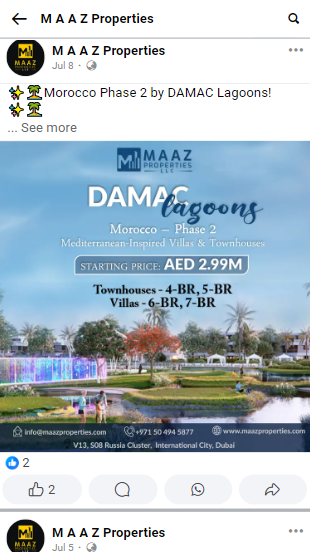 M A A Z Properties
M A A Z Properties
Jul 8 ·
✨🏝Morocco Phase 2 by DAMAC Lagoons!
✨🏝
... See more
MAAZ
PROPERTIES
LLC
DAMAC
lagoons
Morocco – Phase 2
Mediterranean-Inspired Villas & Townhouses
STARTING PRICE: AED 2.99M
Townhouses - 4-BR, 5-BR
Villas - 6-BR, 7-BR
info@maazproperties.com +971 50 494 5877 www.maazproperties.com
V13, S08 Russia Cluster, International City, Dubai
2
2
M A A Z Properties
Jul 5 ·
MAAZ